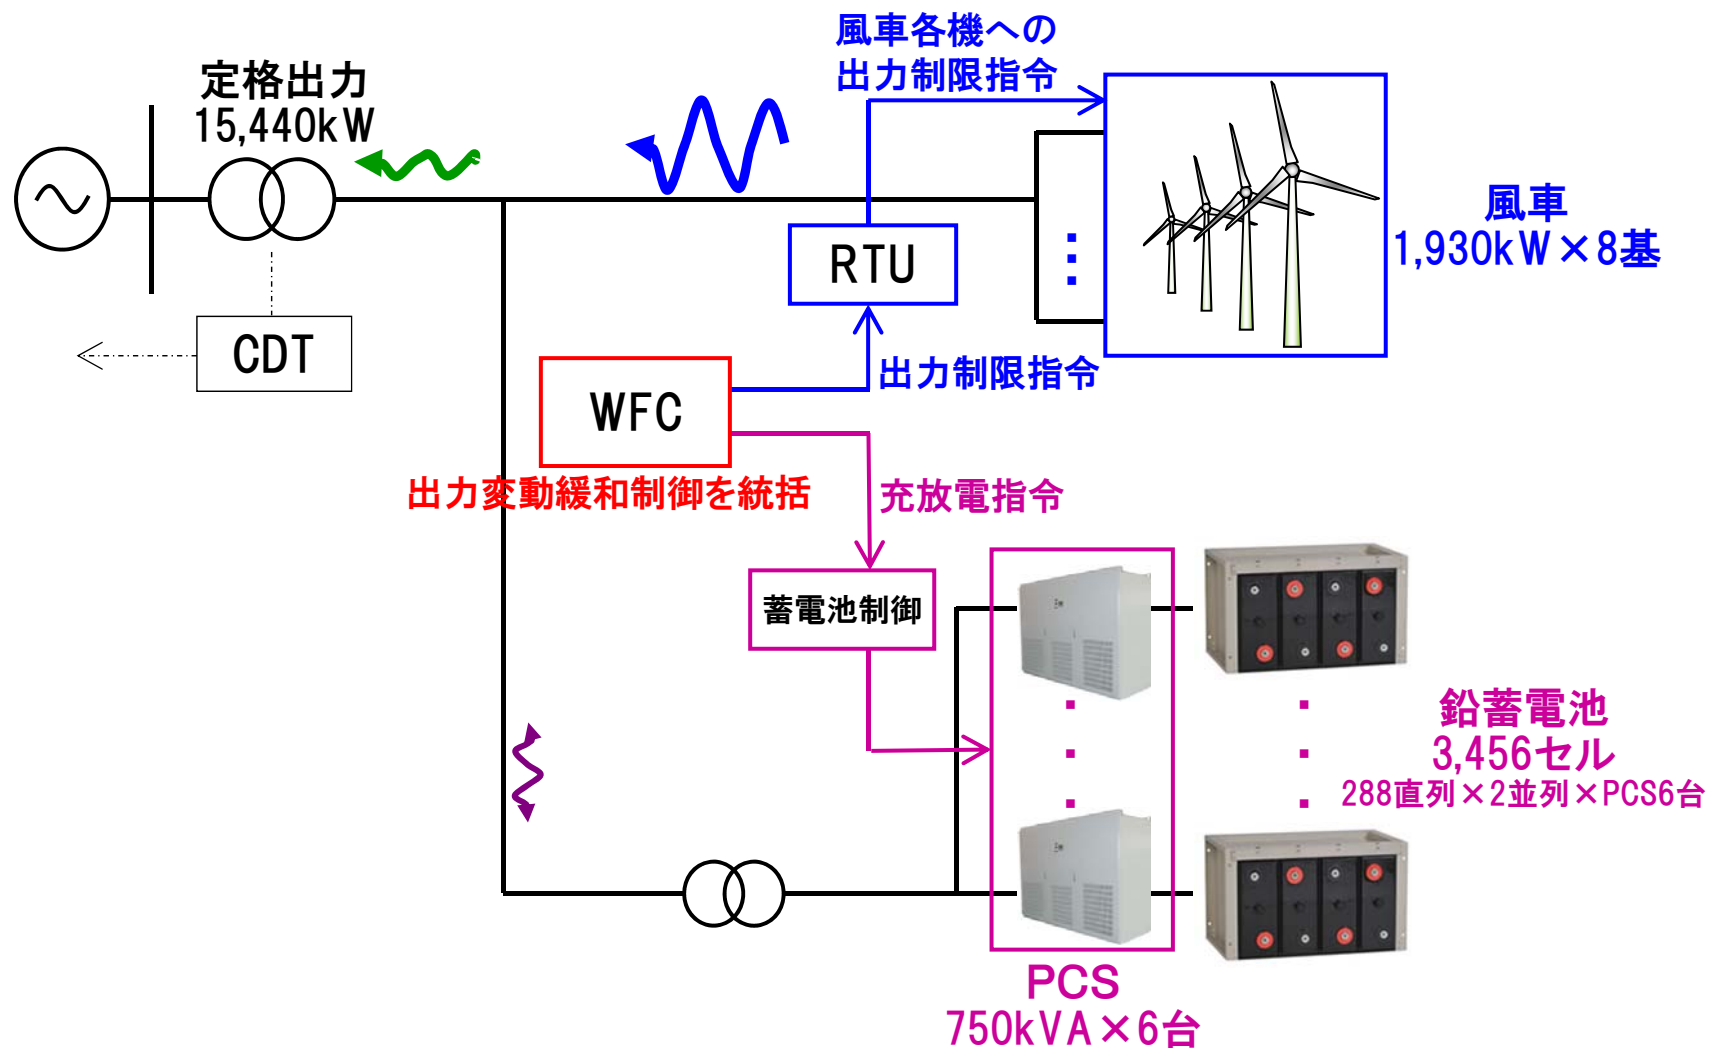 風車各機への
出力制限指令
定格出力
15,440kW
風車
1,930kW×8基
RTU
CDT
WFC
出力制限指令
出力変動緩和制御を統括
充放電指令
蓄電池制御
鉛蓄電池
3,456セル
288直列×2並列×PCS6台
PCS
750kVA×6台